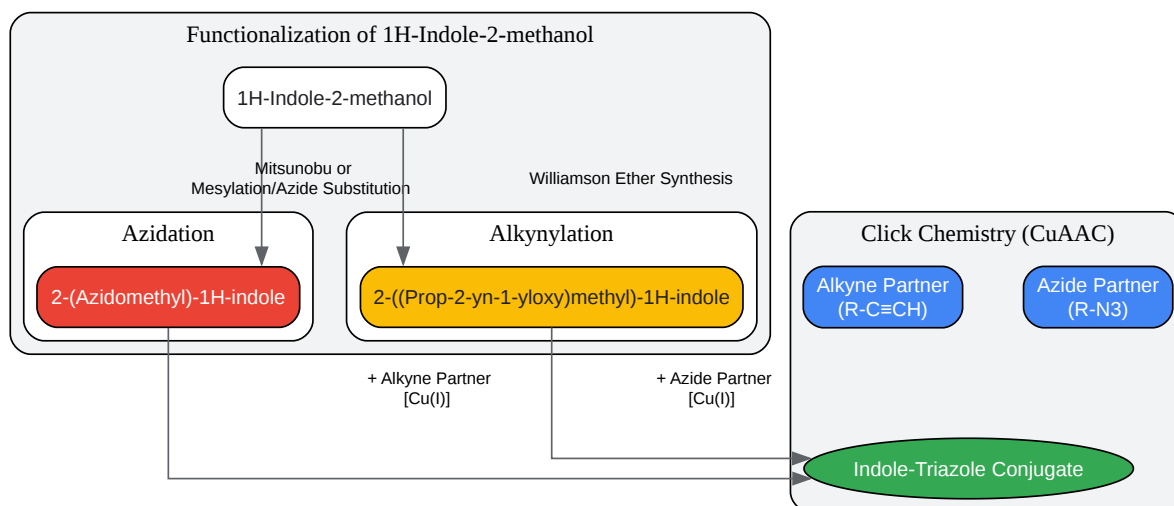 Functionalization of 1H-Indole-2-methanol
1H-Indole-2-methanol
Mitsunobu or
Mesylation/Azide Substitution
Williamson Ether Synthesis
Azidation
2-(Azidomethyl)-1H-indole
Alkynylation
2-((Prop-2-yn-1-yloxy)methyl)-1H-indole
Click Chemistry (CuAAC)
Alkyne Partner
(R-C≡CH)
Azide Partner
(R-N3)
+ Alkyne Partner
[Cu(I)]
+ Azide Partner
[Cu(I)]
Indole-Triazole Conjugate